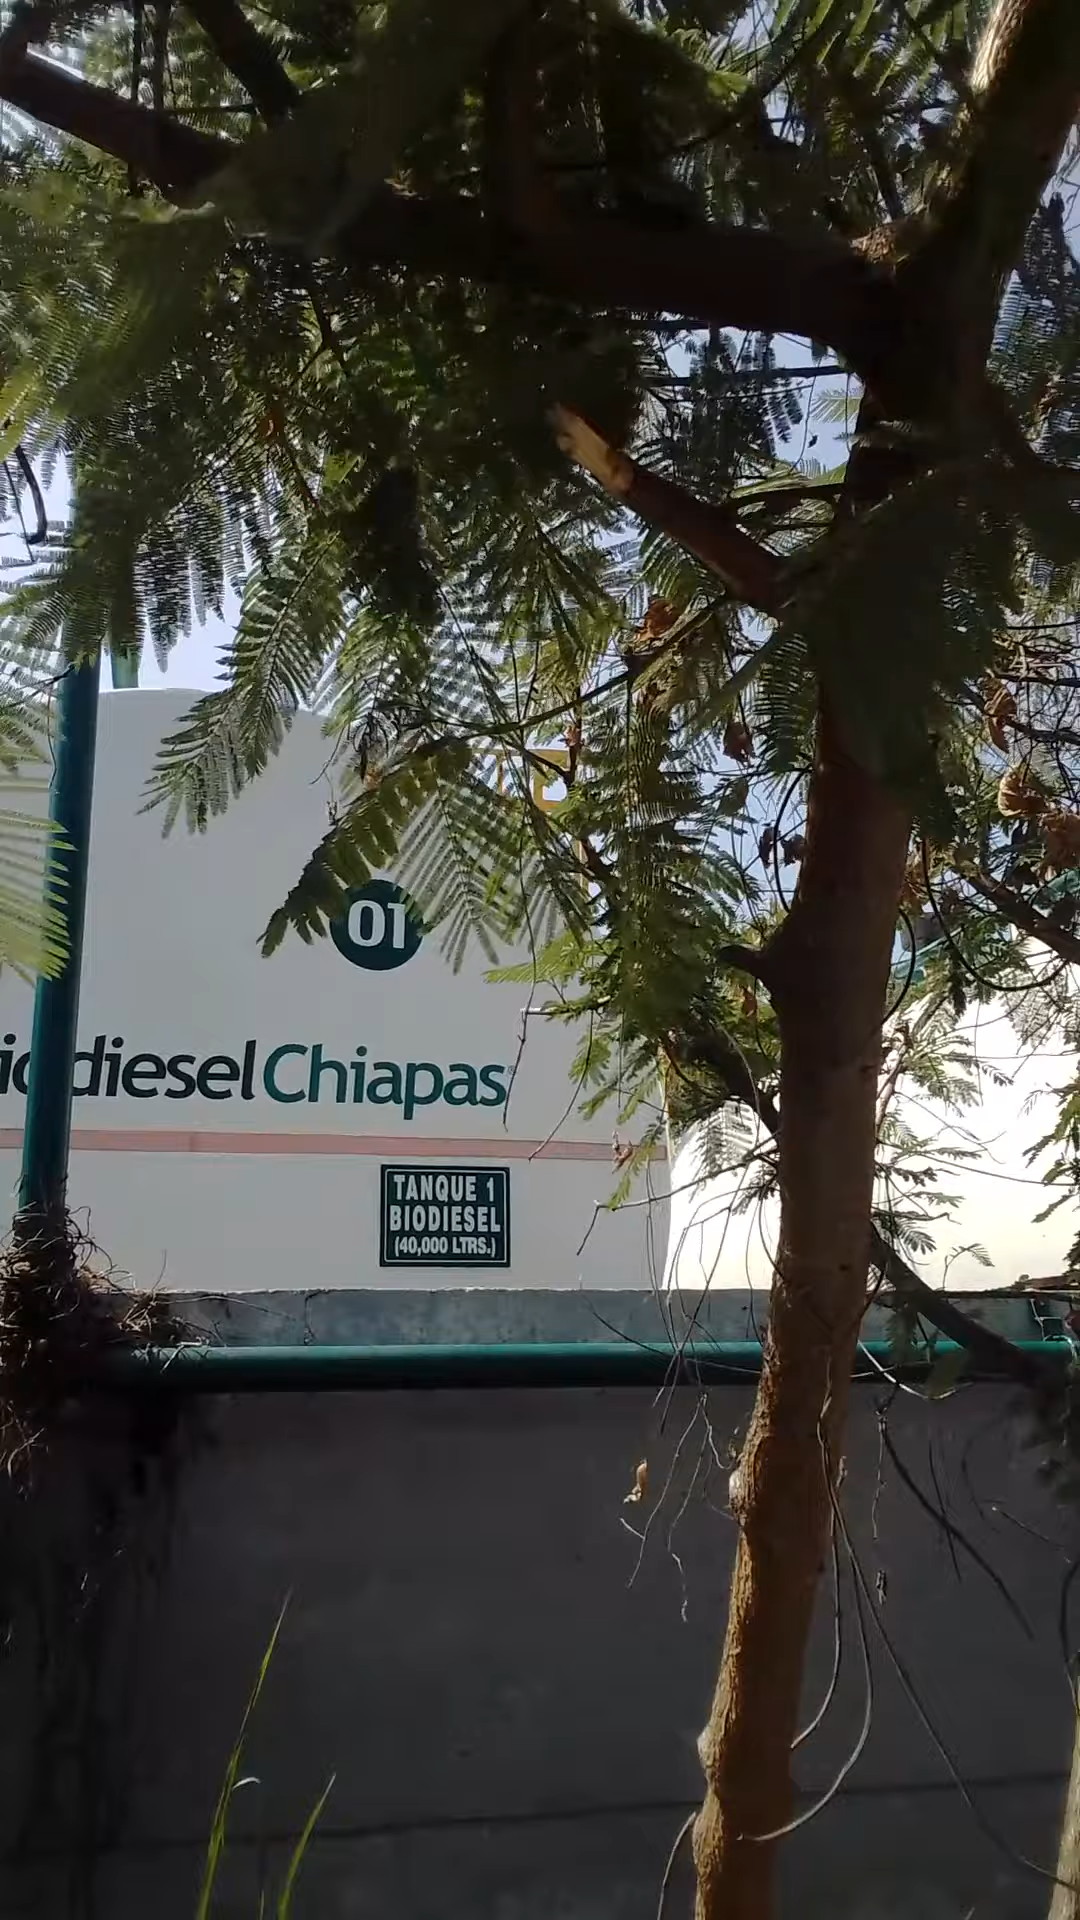 01
iodiesel Chiapas
TANQUE 1
BIODIESEL
(40,000 LTRS.)